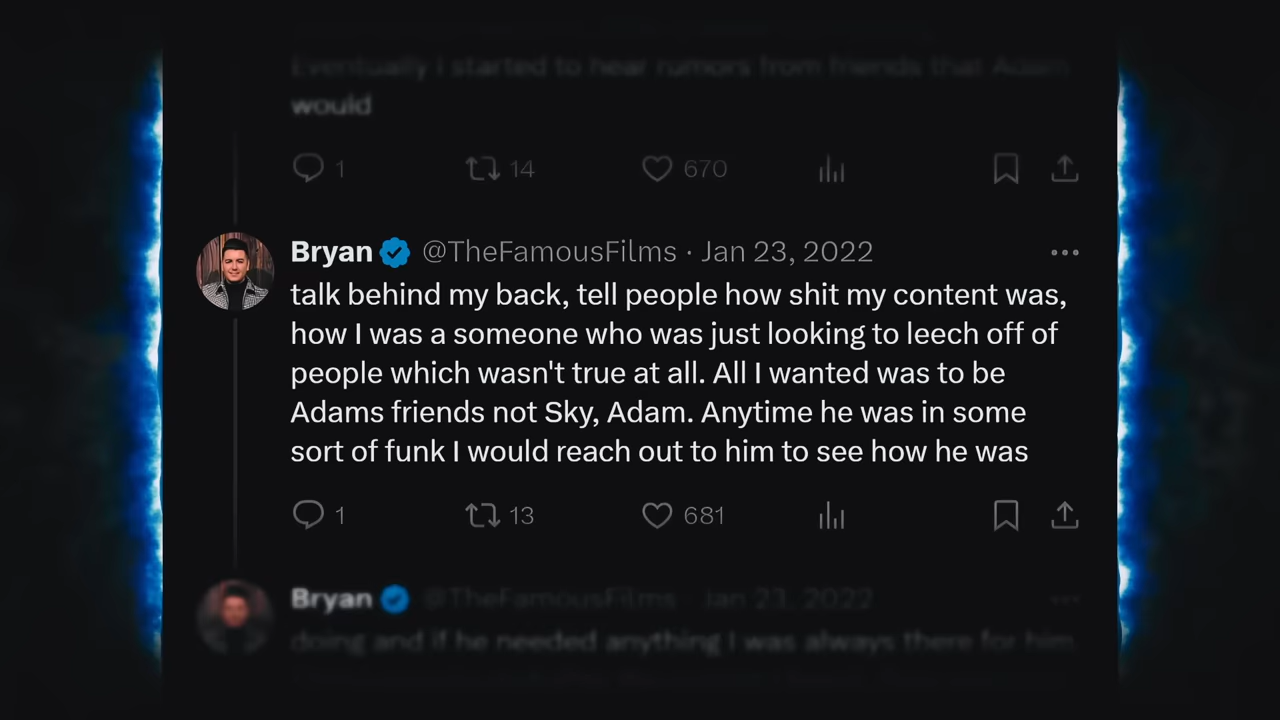 Eventually I started to hear rumors from friends that Adam
would
1 14 670
Bryan @TheFamousFilms · Jan 23, 2022
talk behind my back, tell people how shit my content was,
how I was a someone who was just looking to leech off of
people which wasn't true at all. All I wanted was to be
Adams friends not Sky, Adam. Anytime he was in some
sort of funk I would reach out to him to see how he was
1 13 681
Bryan @TheFamousFilms · Jan 23, 2022
doing and if he needed anything I was always there for him.